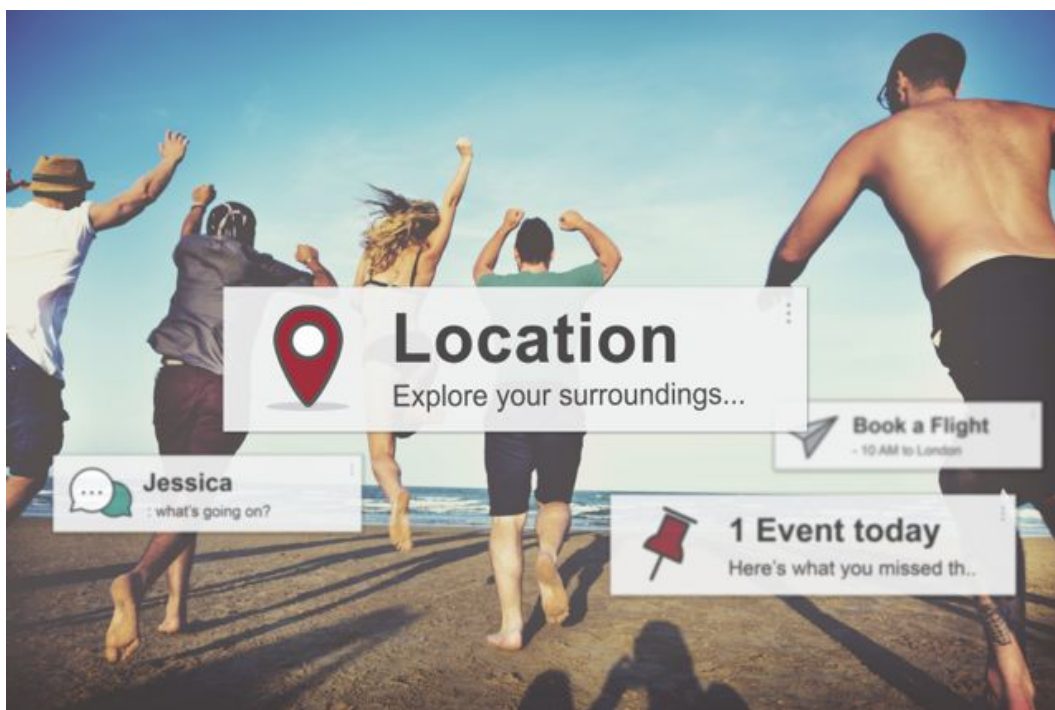 Location
Explore your surroundings...
Book a Flight
- 10 AM to London
Jessica
: what's going on?
1 Event today
Here's what you missed th..